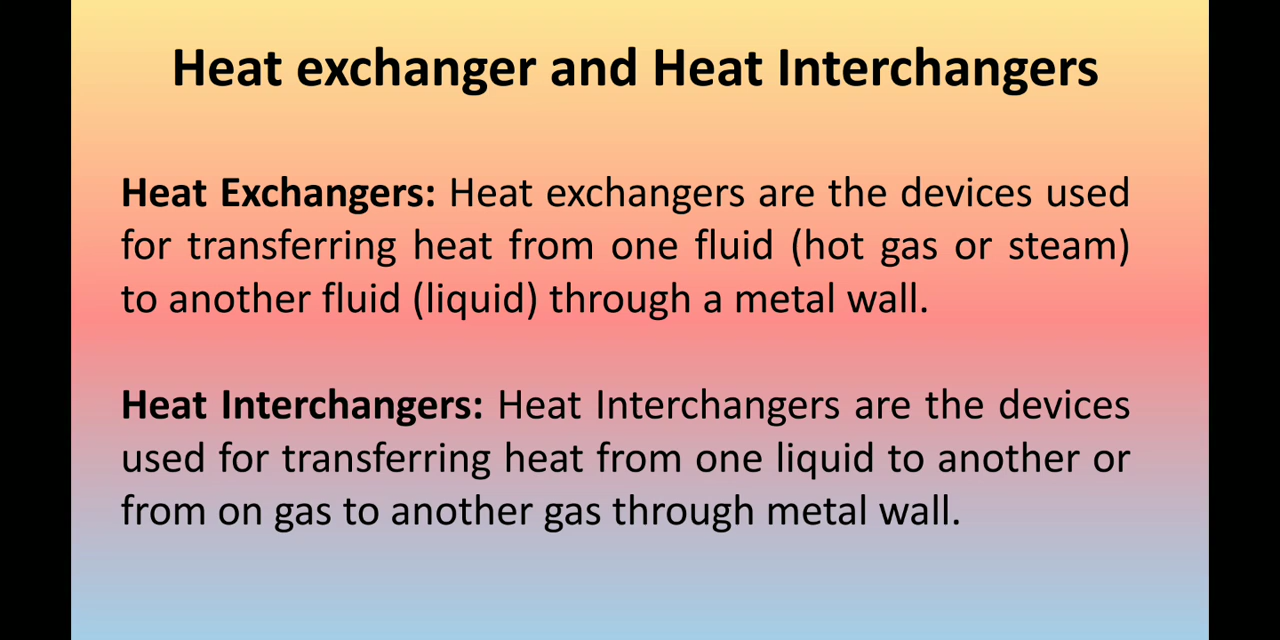 Heat exchanger and Heat Interchangers
Heat Exchangers: Heat exchangers are the devices used
for transferring heat from one fluid (hot gas or steam)
to another fluid (liquid) through a metal wall.
Heat Interchangers: Heat Interchangers are the devices
used for transferring heat from one liquid to another or
from on gas to another gas through metal wall.